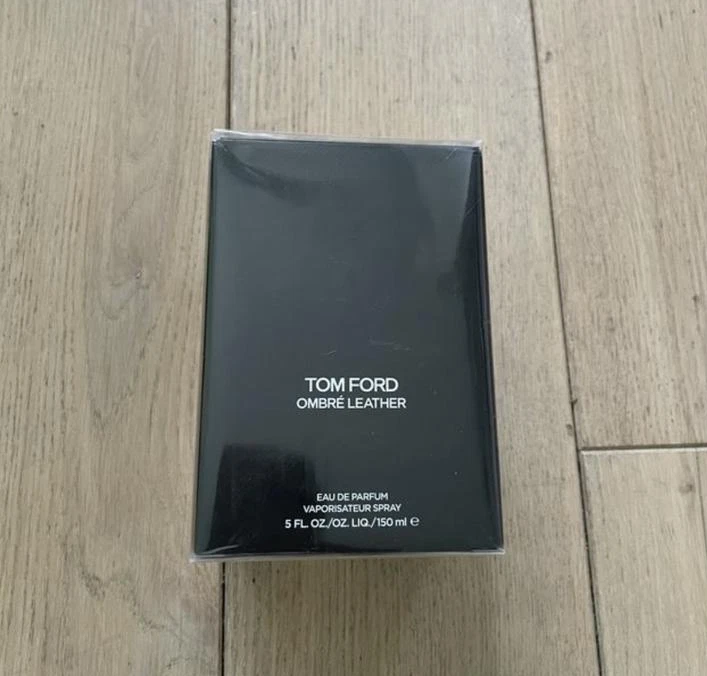 TOM FORD
OMBRÉ LEATHER
EAU DE PARFUM
VAPORISATEUR SPRAY
5 FL. OZ./OZ. LIQ./150 ml ℮